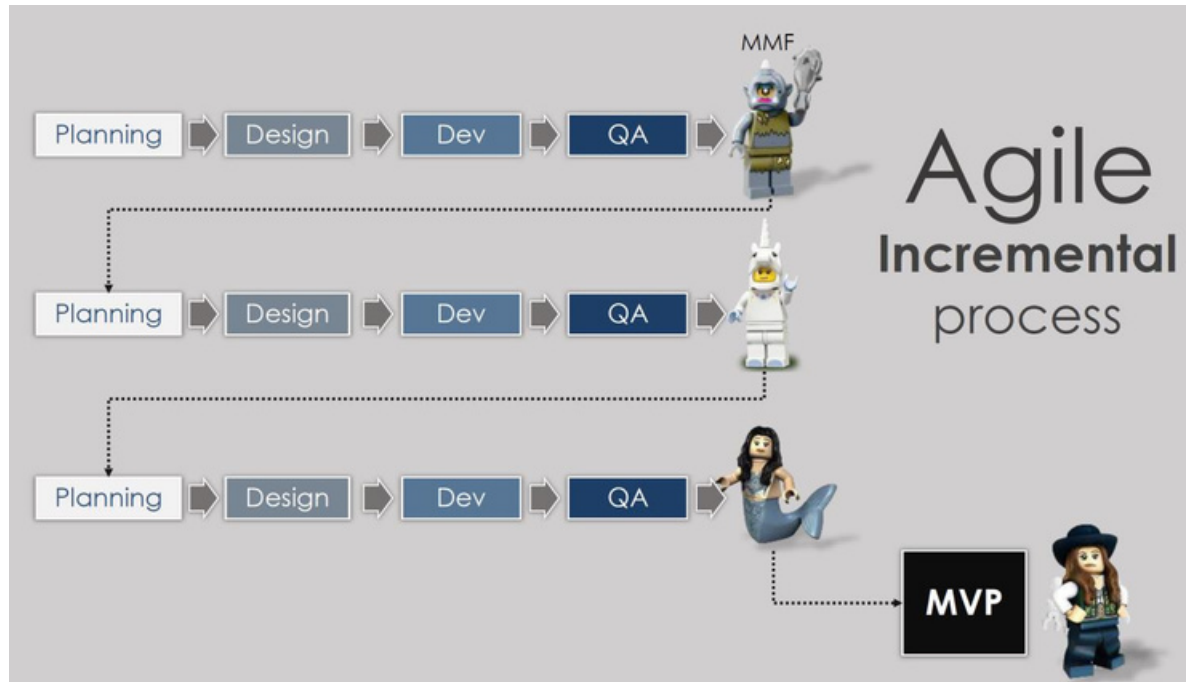 MMF
Planning Design Dev QA
Agile
Incremental
process
Planning Design Dev QA
Planning Design Dev QA
MVP